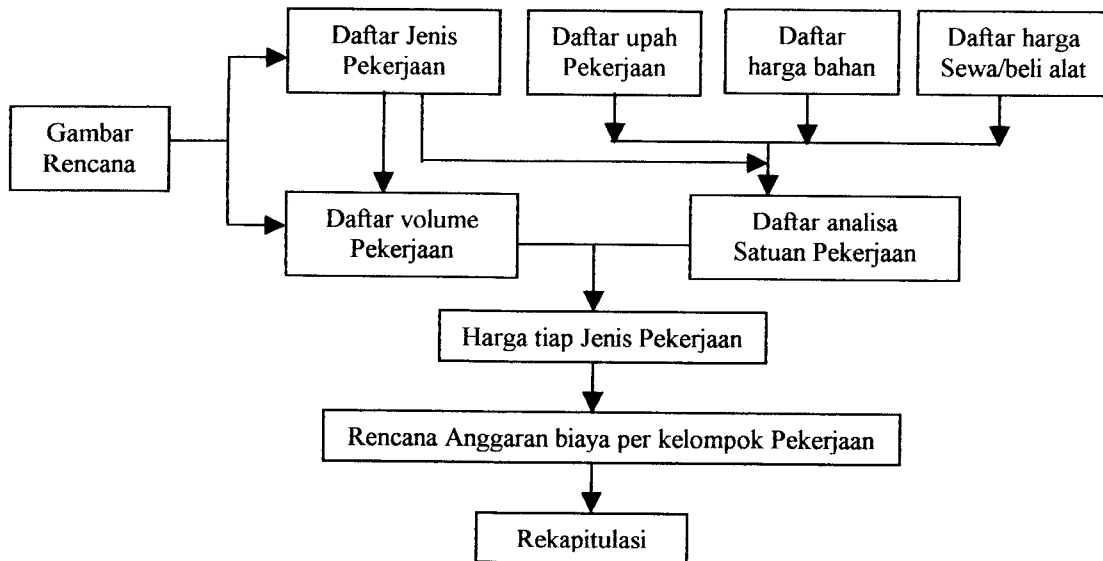 Daftar Jenis
Pekerjaan
Daftar upah
Pekerjaan
Daftar
harga bahan
Daftar harga
Sewa/beli alat
Gambar
Rencana
Daftar volume
Pekerjaan
Daftar analisa
Satuan Pekerjaan
Harga tiap Jenis Pekerjaan
Rencana Anggaran biaya per kelompok Pekerjaan
Rekapitulasi